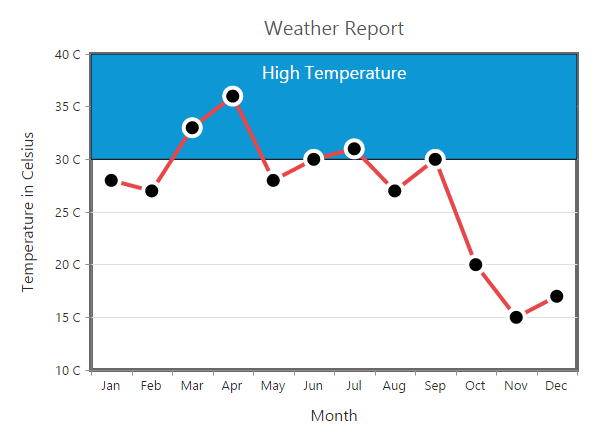 Weather Report
High Temperature
Temperature in Celsius
40 C
35 C
30 C
25 C
20 C
15 C
10 C
Jan Feb Mar Apr May Jun Jul Aug Sep Oct Nov Dec
Month